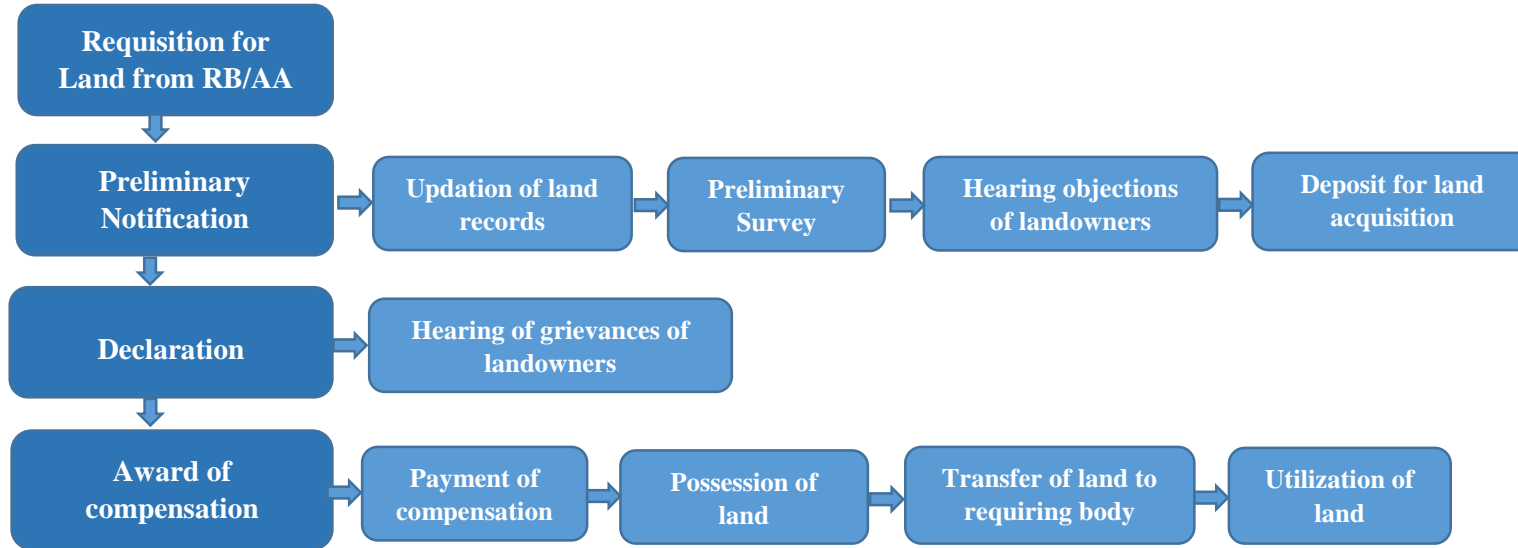 Requisition for
Land from RB/AA
Preliminary
Notification
Updation of land
records
Preliminary
Survey
Hearing objections
of landowners
Deposit for land
acquisition
Declaration
Hearing of grievances of
landowners
Award of
compensation
Payment of
compensation
Possession of
land
Transfer of land to
requiring body
Utilization of
land